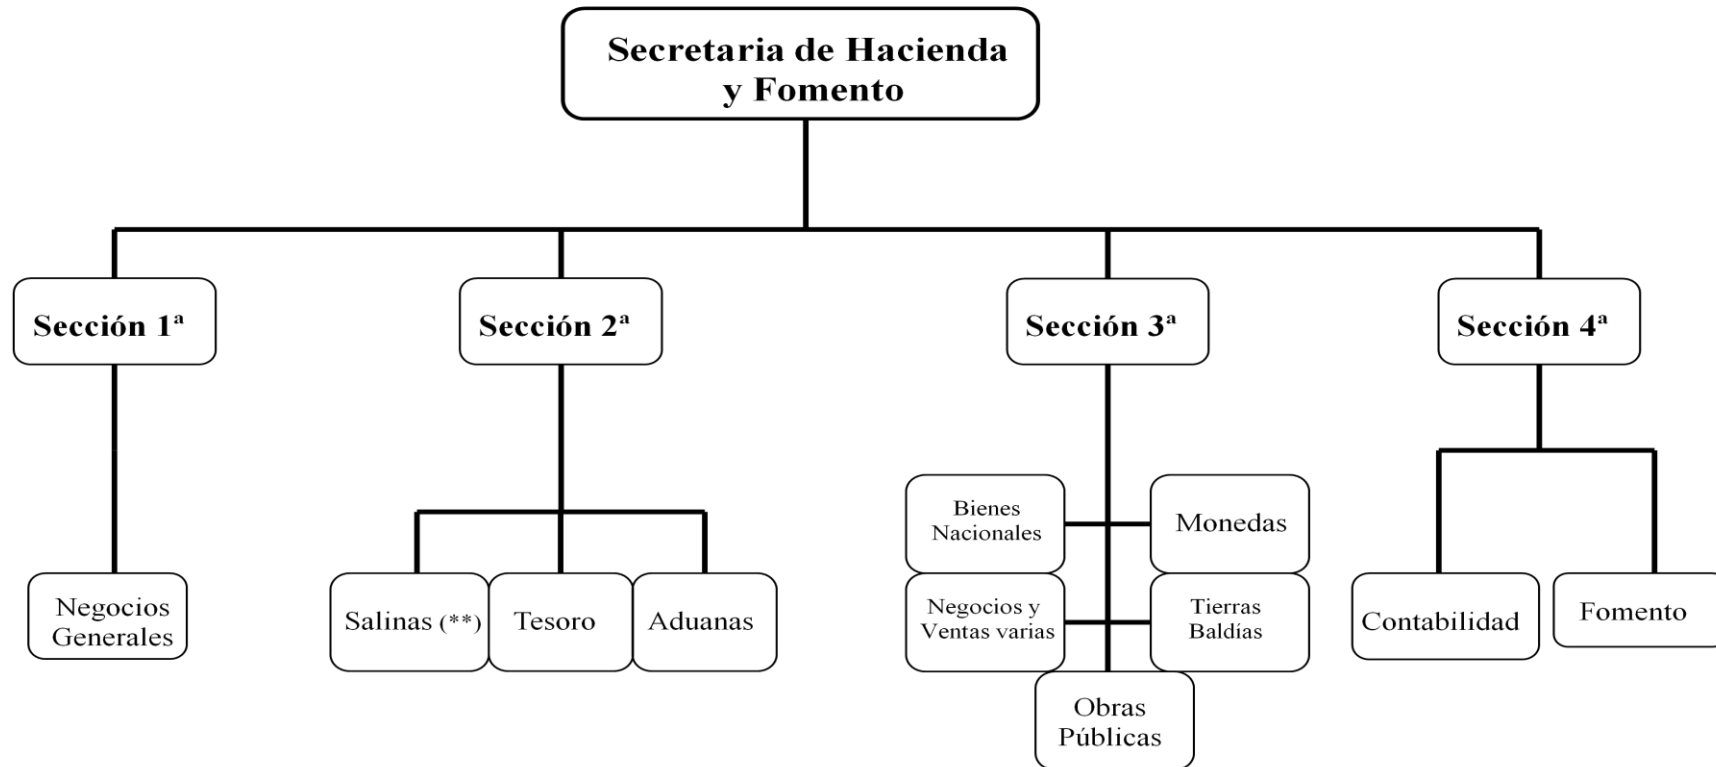 Secretaria de Hacienda
y Fomento
Sección 1ª
Sección 2ª
Sección 3ª
Sección 4ª
Negocios
Generales
Salinas (**)
Tesoro
Aduanas
Bienes
Nacionales
Monedas
Negocios y
Ventas varias
Tierras
Baldías
Obras
Públicas
Contabilidad
Fomento